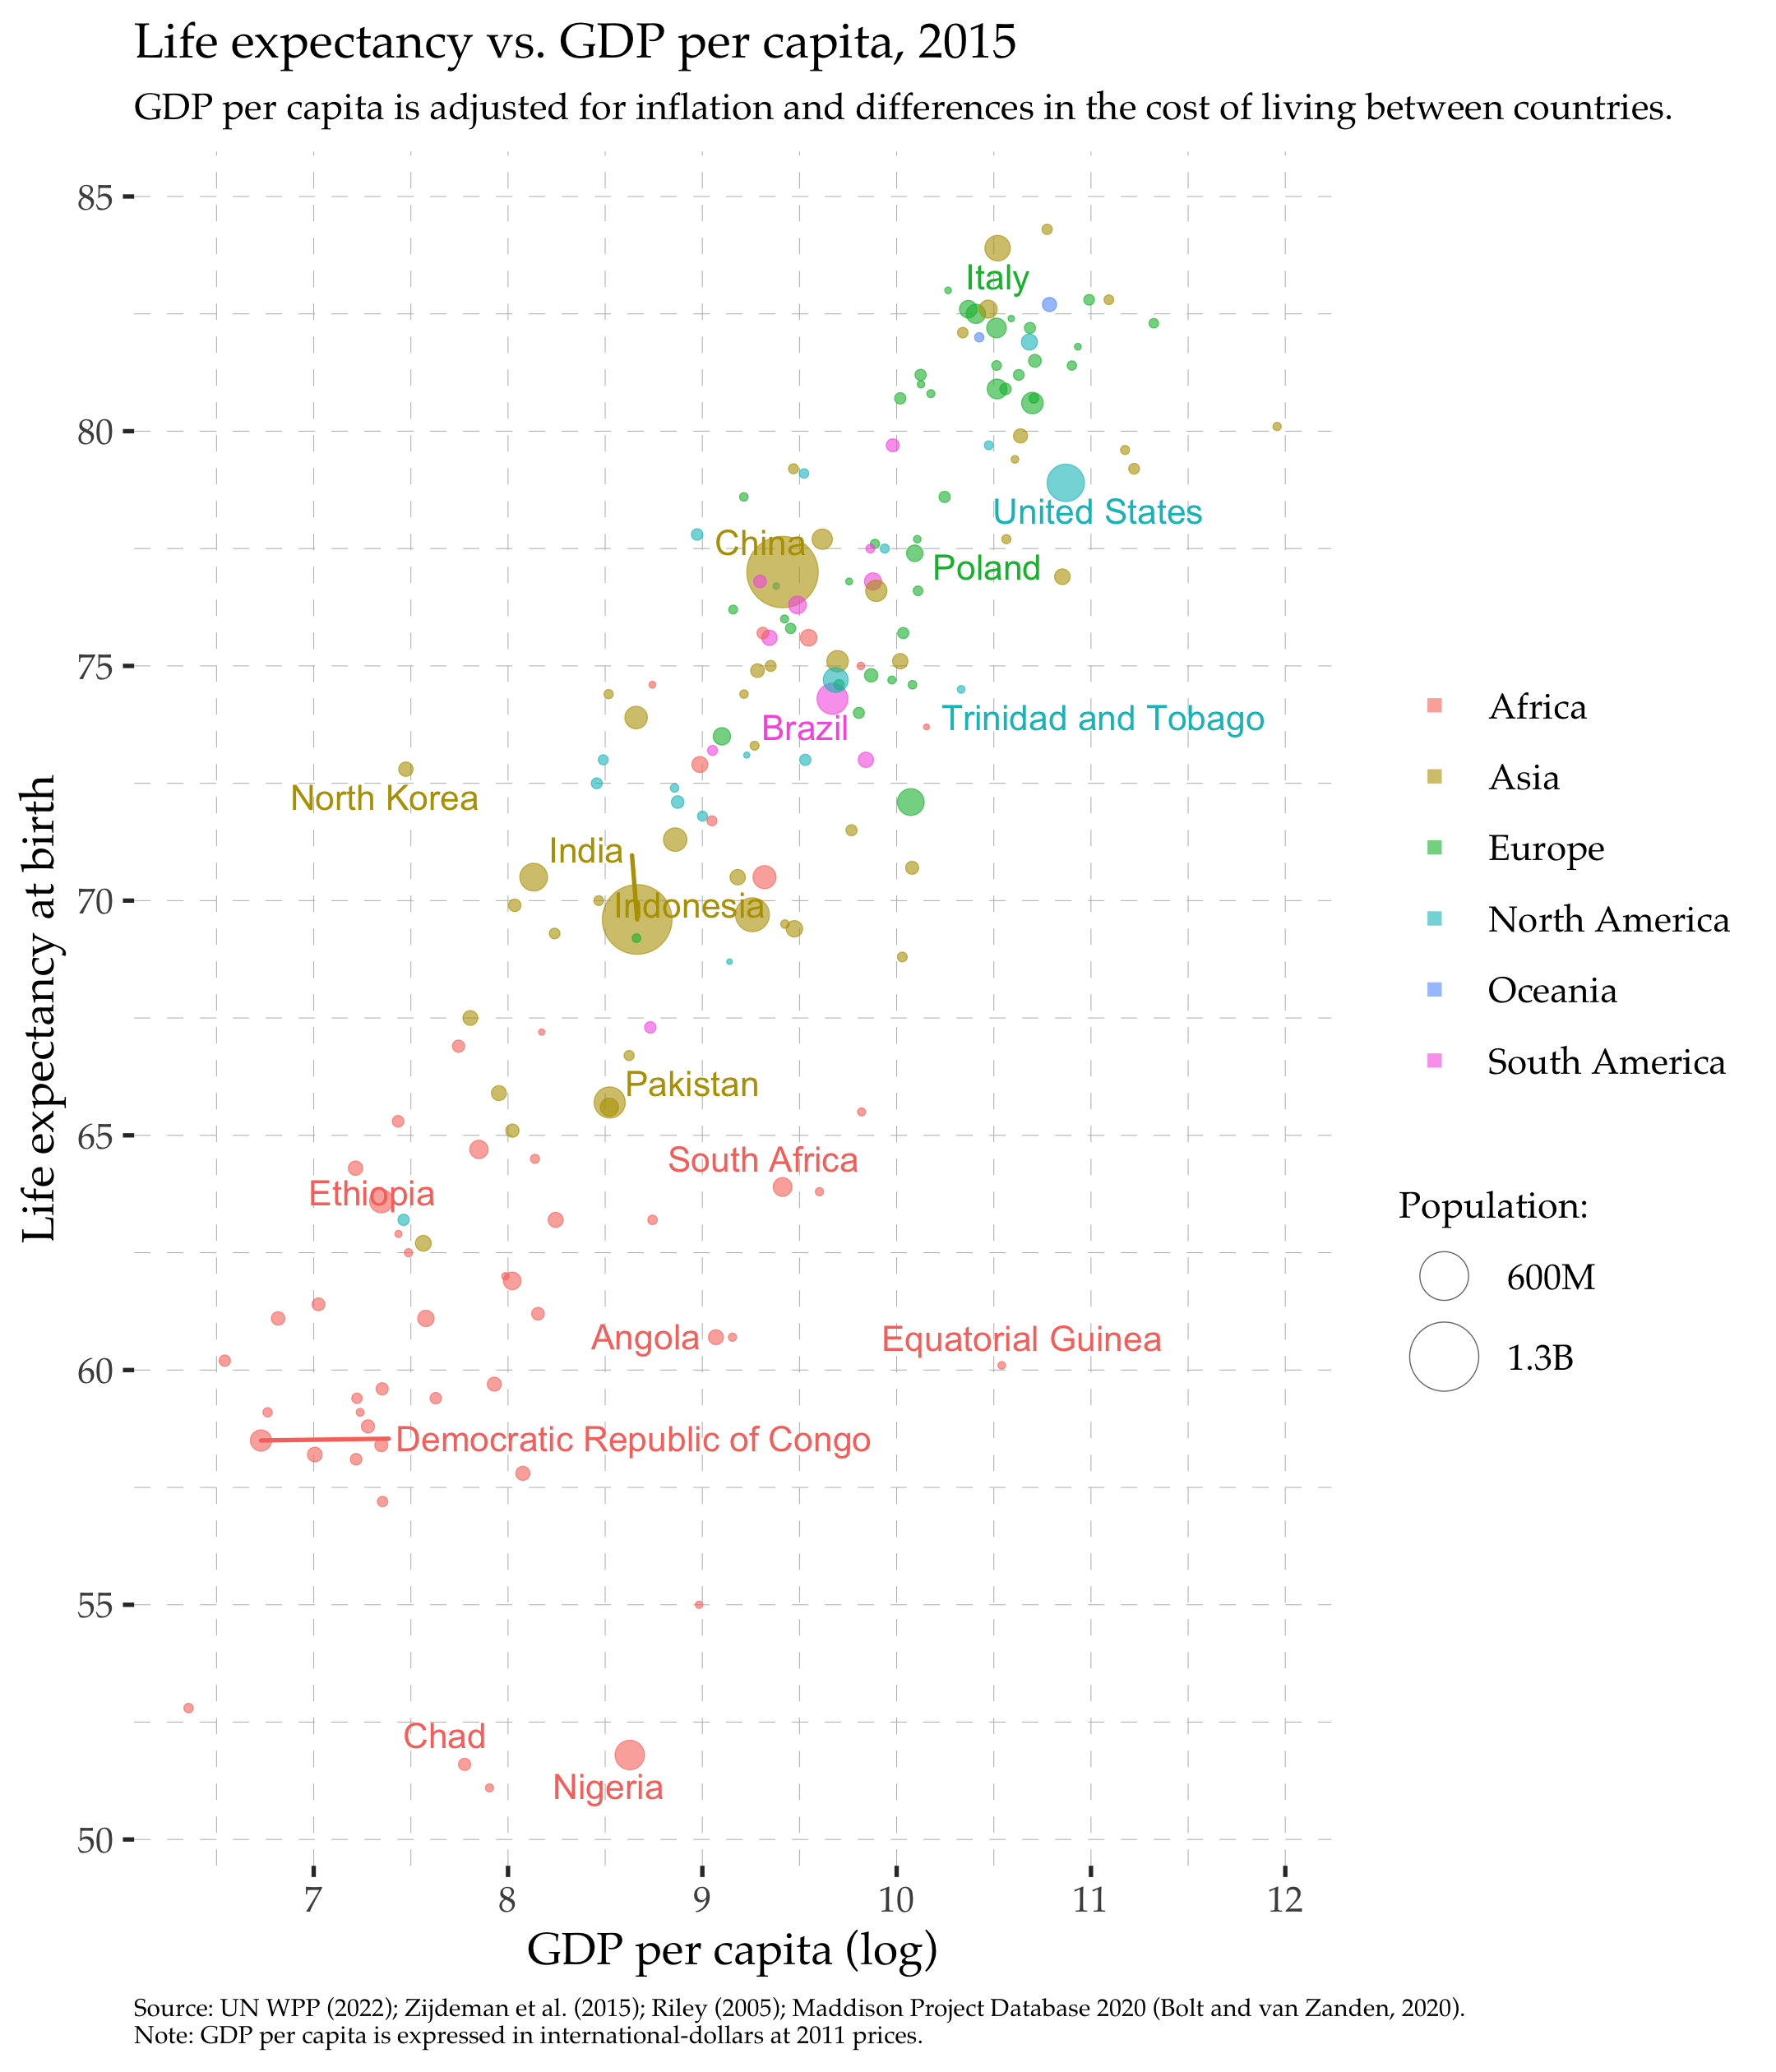 Life expectancy vs. GDP per capita, 2015
GDP per capita is adjusted for inflation and differences in the cost of living between countries.
Life expectancy at birth
85
80
75
70
65
60
55
50
Italy
United States
China
Poland
Trinidad and Tobago
Brazil
North Korea
India
Indonesia
Pakistan
South Africa
Ethiopia
Angola
Equatorial Guinea
Democratic Republic of Congo
Chad
Nigeria
Africa
Asia
Europe
North America
Oceania
South America
Population:
600M
1.3B
7
8
9
10
11
12
GDP per capita (log)
Source: UN WPP (2022); Zijdeman et al. (2015); Riley (2005); Maddison Project Database 2020 (Bolt and van Zanden, 2020).
Note: GDP per capita is expressed in international-dollars at 2011 prices.